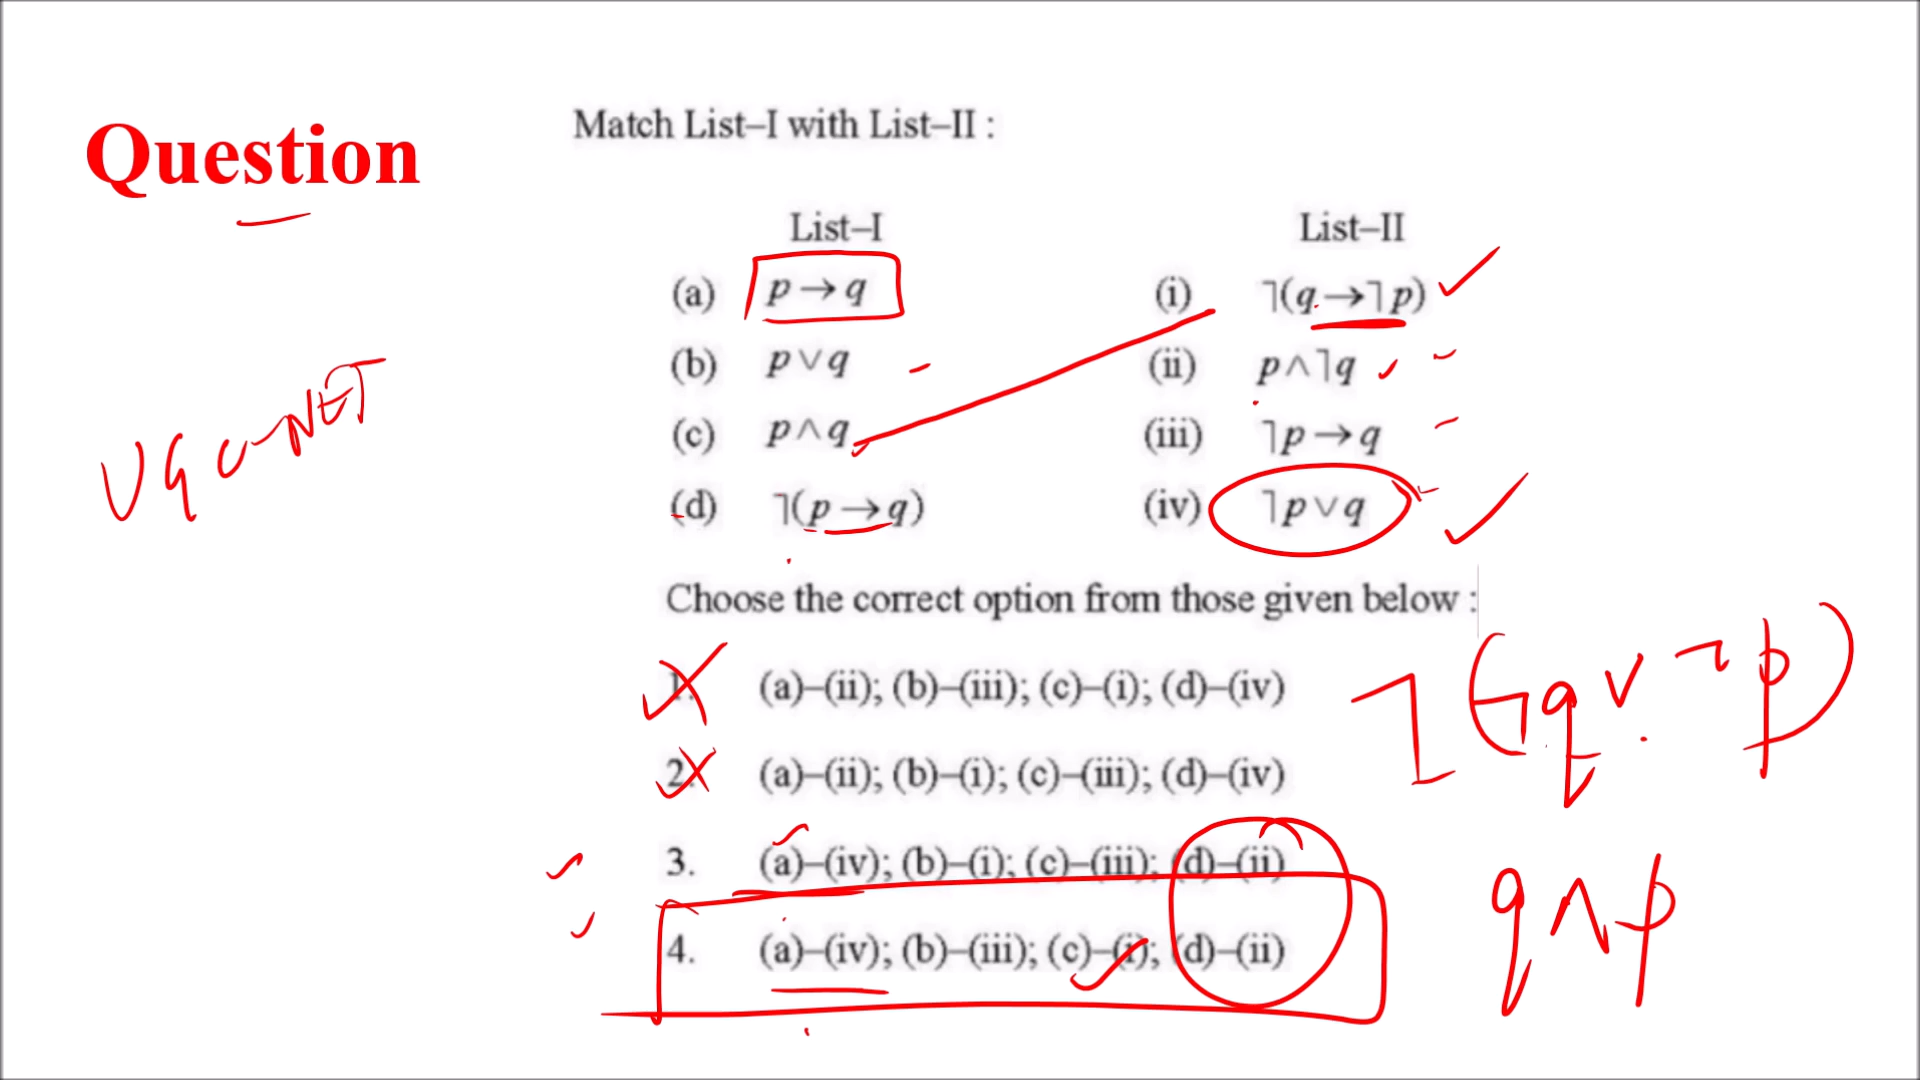 Question
UGC-NET
Match List–I with List–II :
List–I List–II
(a) p→q (i) ⅂(q→⅂p)
(b) p∨q (ii) p∧⅂q
(c) p∧q (iii) ⅂p→q
(d) ⅂(p→q) (iv) ⅂p∨q
Choose the correct option from those given below :
1. (a)–(ii); (b)–(iii); (c)–(i); (d)–(iv)
2. (a)–(ii); (b)–(i); (c)–(iii); (d)–(iv)
3. (a)–(iv); (b)–(i); (c)–(iii); (d)–(ii)
4. (a)–(iv); (b)–(iii); (c)–(i); (d)–(ii)
⅂(⅂q∨⅂p)
q∧p